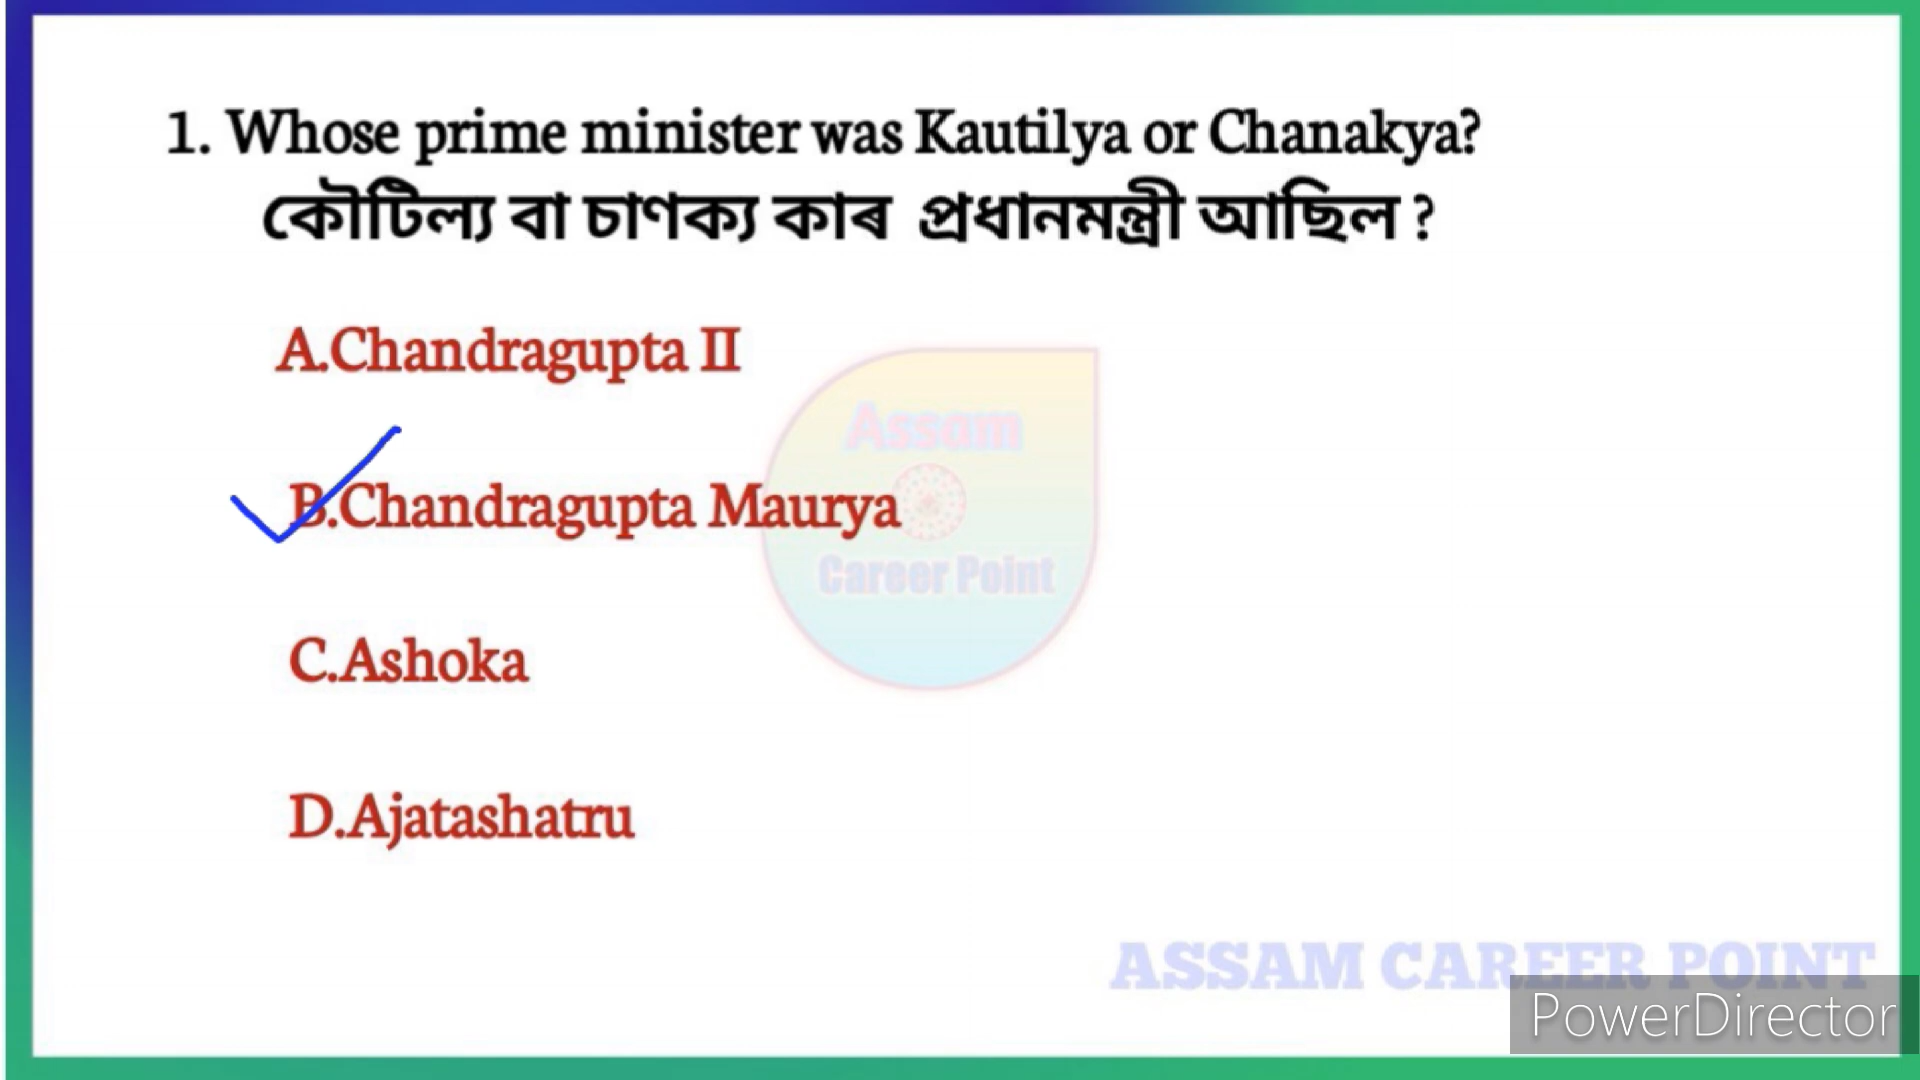 1. Whose prime minister was Kautilya or Chanakya?
কৌটিল্য বা চাণক্য কাৰ প্ৰধানমন্ত্ৰী আছিল ?
A.Chandragupta II
B.Chandragupta Maurya
C.Ashoka
D.Ajatashatru
Assam
Career Point
ASSAM CAREER POINT
PowerDirector